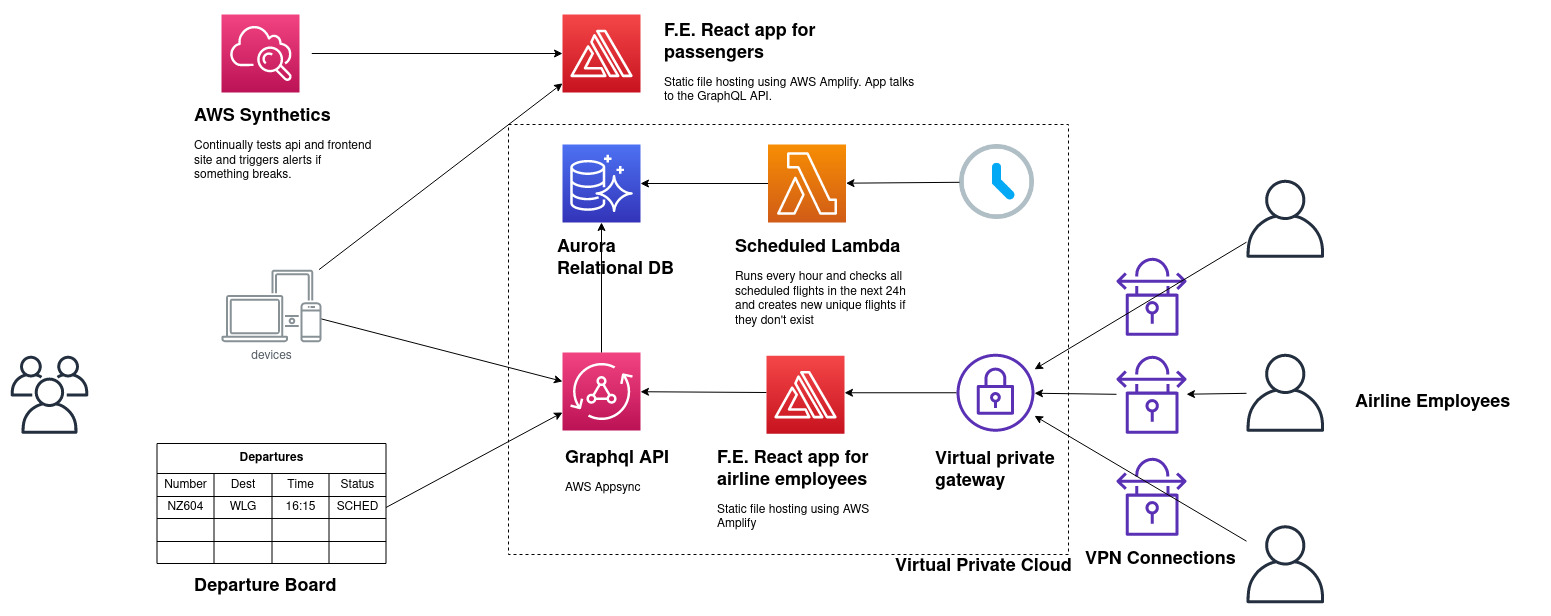 F.E. React app for
passengers
Static file hosting using AWS Amplify. App talks
to the GraphQL API.
AWS Synthetics
Continually tests api and frontend
site and triggers alerts if
something breaks.
Aurora
Relational DB
Scheduled Lambda
Runs every hour and checks all
scheduled flights in the next 24h
and creates new unique flights if
they don't exist
devices
Airline Employees
Departures
Number Dest Time Status
NZ604 WLG 16:15 SCHED
Departure Board
Graphql API
AWS Appsync
F.E. React app for
airline employees
Static file hosting using AWS
Amplify
Virtual private
gateway
Virtual Private Cloud
VPN Connections